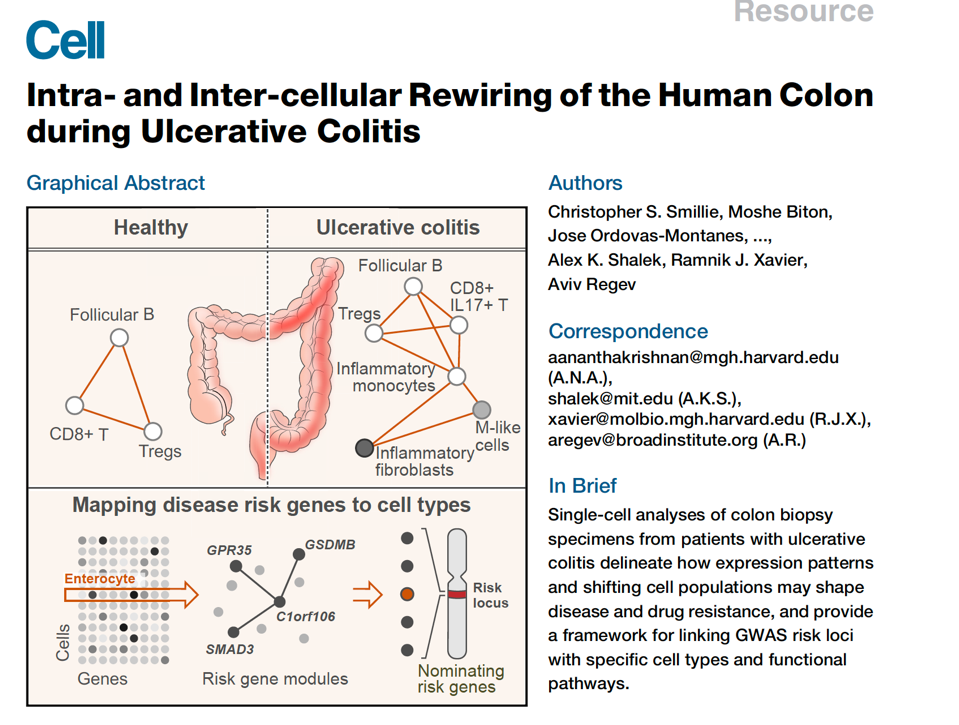 Resource
Cell
Intra- and Inter-cellular Rewiring of the Human Colon
during Ulcerative Colitis
Graphical Abstract
Healthy
Ulcerative colitis
Follicular B
CD8+ T
Tregs
Follicular B
CD8+
IL17+ T
Tregs
Inflammatory
monocytes
M-like
cells
Inflammatory
fibroblasts
Mapping disease risk genes to cell types
Enterocyte
Cells
Genes
GPR35
GSDMB
C1orf106
SMAD3
Risk gene modules
Risk
locus
Nominating
risk genes
Authors
Christopher S. Smillie, Moshe Biton,
Jose Ordovas-Montanes, ...,
Alex K. Shalek, Ramnik J. Xavier,
Aviv Regev
Correspondence
aananthakrishnan@mgh.harvard.edu
(A.N.A.),
shalek@mit.edu (A.K.S.),
xavier@molbio.mgh.harvard.edu (R.J.X.),
aregev@broadinstitute.org (A.R.)
In Brief
Single-cell analyses of colon biopsy
specimens from patients with ulcerative
colitis delineate how expression patterns
and shifting cell populations may shape
disease and drug resistance, and provide
a framework for linking GWAS risk loci
with specific cell types and functional
pathways.